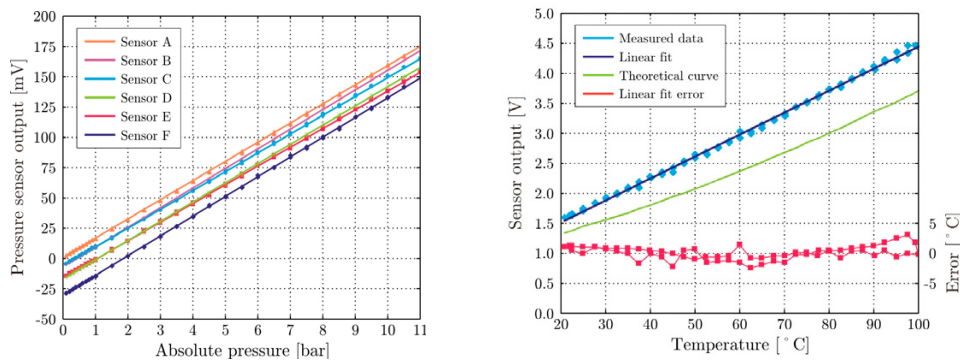 200
175
150
125
100
75
50
25
0
-25
-50
Pressure sensor output [mV]
Sensor A
Sensor B
Sensor C
Sensor D
Sensor E
Sensor F
0 1 2 3 4 5 6 7 8 9 10 11
Absolute pressure [bar]
5.0
4.5
4.0
3.5
3.0
2.5
2.0
1.5
1.0
0.5
0.0
Sensor output [V]
Measured data
Linear fit
Theoretical curve
Linear fit error
5
0
-5
Error [°C]
20 30 40 50 60 70 80 90 100
Temperature [°C]